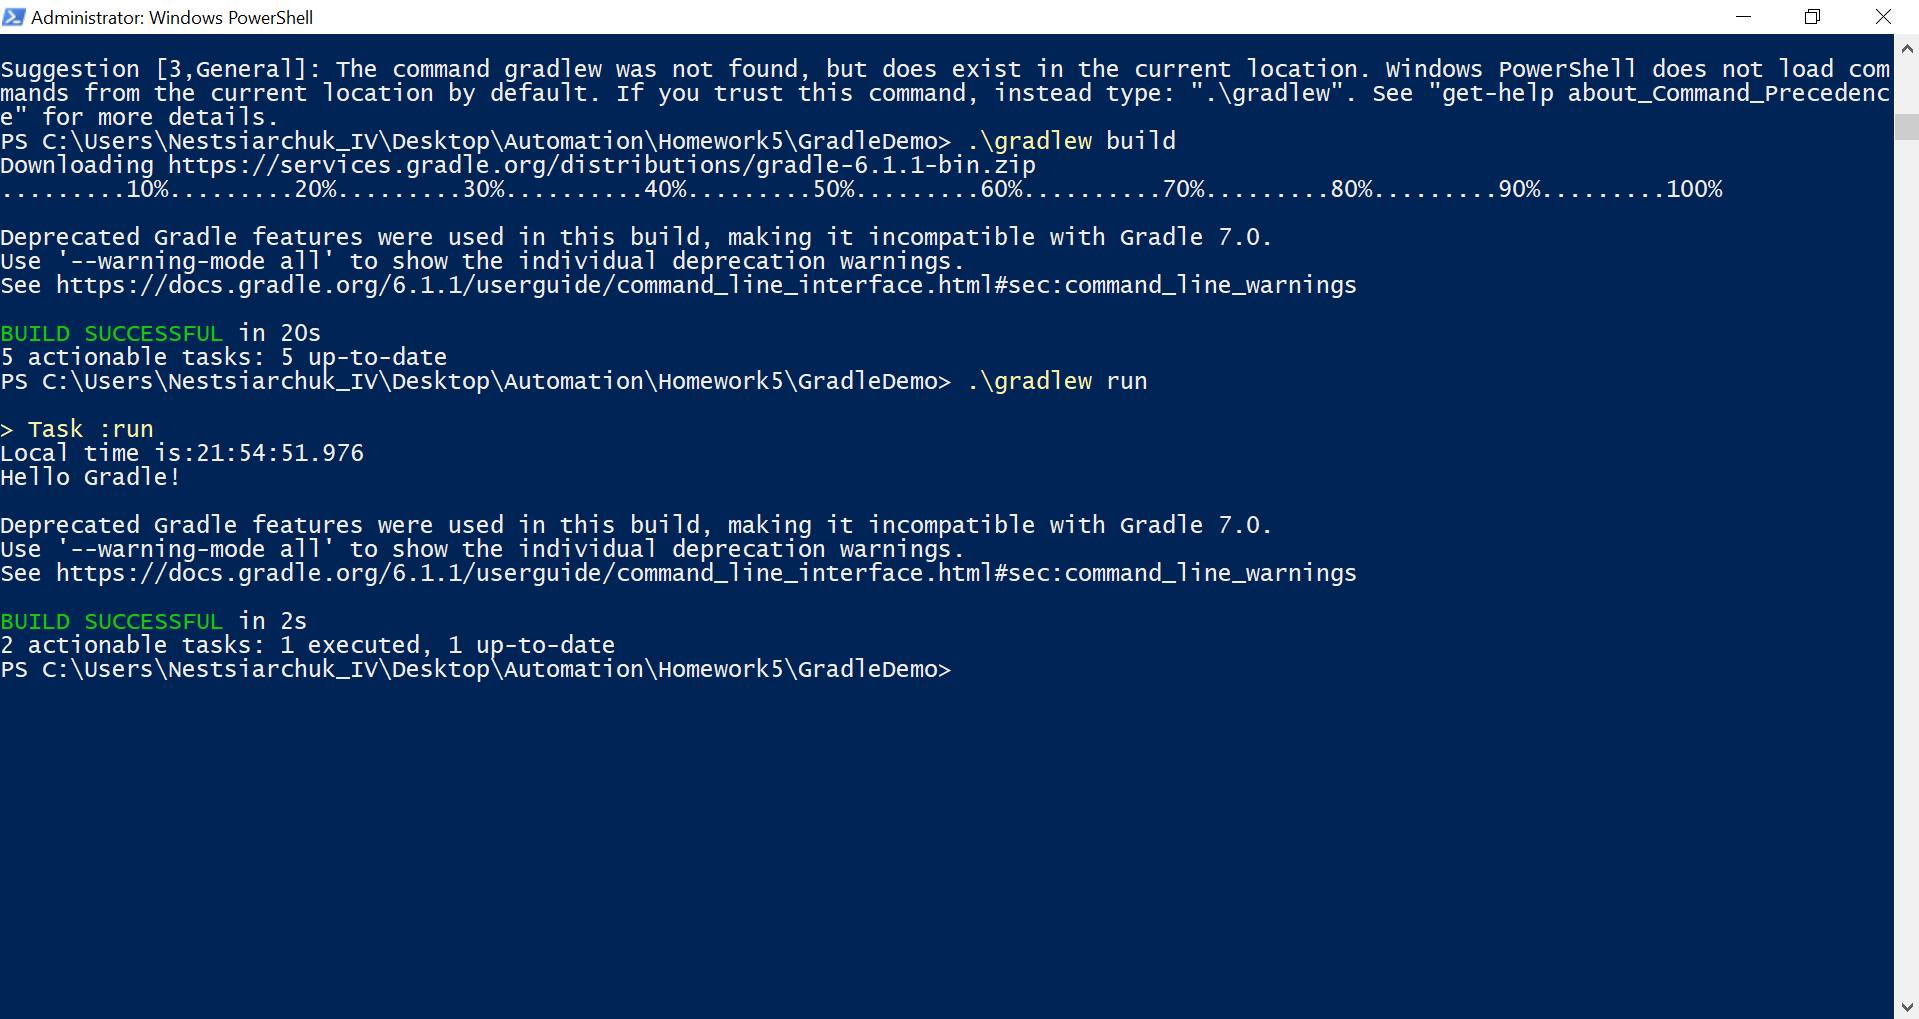 Administrator: Windows PowerShell
Suggestion [3,General]: The command gradlew was not found, but does exist in the current location. Windows PowerShell does not load com
mands from the current location by default. If you trust this command, instead type: ".\gradlew". See "get-help about_Command_Precedenc
e" for more details.
PS C:\Users\Nestsiarchuk_IV\Desktop\Automation\Homework5\GradleDemo> .\gradlew build
Downloading https://services.gradle.org/distributions/gradle-6.1.1-bin.zip
.........10%.........20%.........30%..........40%.........50%.........60%..........70%.........80%.........90%.........100%
Deprecated Gradle features were used in this build, making it incompatible with Gradle 7.0.
Use '--warning-mode all' to show the individual deprecation warnings.
See https://docs.gradle.org/6.1.1/userguide/command_line_interface.html#sec:command_line_warnings
BUILD SUCCESSFUL in 20s
5 actionable tasks: 5 up-to-date
PS C:\Users\Nestsiarchuk_IV\Desktop\Automation\Homework5\GradleDemo> .\gradlew run
> Task :run
Local time is:21:54:51.976
Hello Gradle!
Deprecated Gradle features were used in this build, making it incompatible with Gradle 7.0.
Use '--warning-mode all' to show the individual deprecation warnings.
See https://docs.gradle.org/6.1.1/userguide/command_line_interface.html#sec:command_line_warnings
BUILD SUCCESSFUL in 2s
2 actionable tasks: 1 executed, 1 up-to-date
PS C:\Users\Nestsiarchuk_IV\Desktop\Automation\Homework5\GradleDemo>